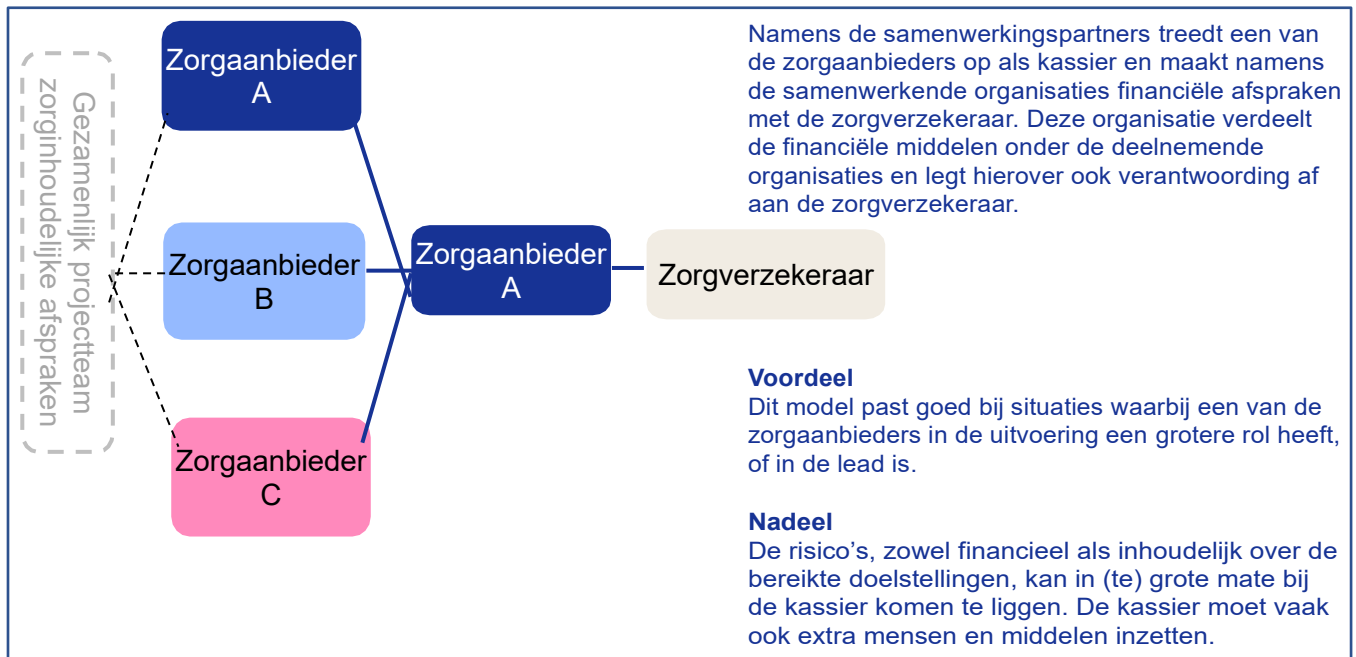 Gezamenlijk projectteam
zorginhoudelijke afspraken
Zorgaanbieder
A
Zorgaanbieder
B
Zorgaanbieder
C
Zorgaanbieder
A
Zorgverzekeraar
Namens de samenwerkingspartners treedt een van
de zorgaanbieders op als kassier en maakt namens
de samenwerkende organisaties financiële afspraken
met de zorgverzekeraar. Deze organisatie verdeelt
de financiële middelen onder de deelnemende
organisaties en legt hierover ook verantwoording af
aan de zorgverzekeraar.
Voordeel
Dit model past goed bij situaties waarbij een van de
zorgaanbieders in de uitvoering een grotere rol heeft,
of in de lead is.
Nadeel
De risico’s, zowel financieel als inhoudelijk over de
bereikte doelstellingen, kan in (te) grote mate bij
de kassier komen te liggen. De kassier moet vaak
ook extra mensen en middelen inzetten.